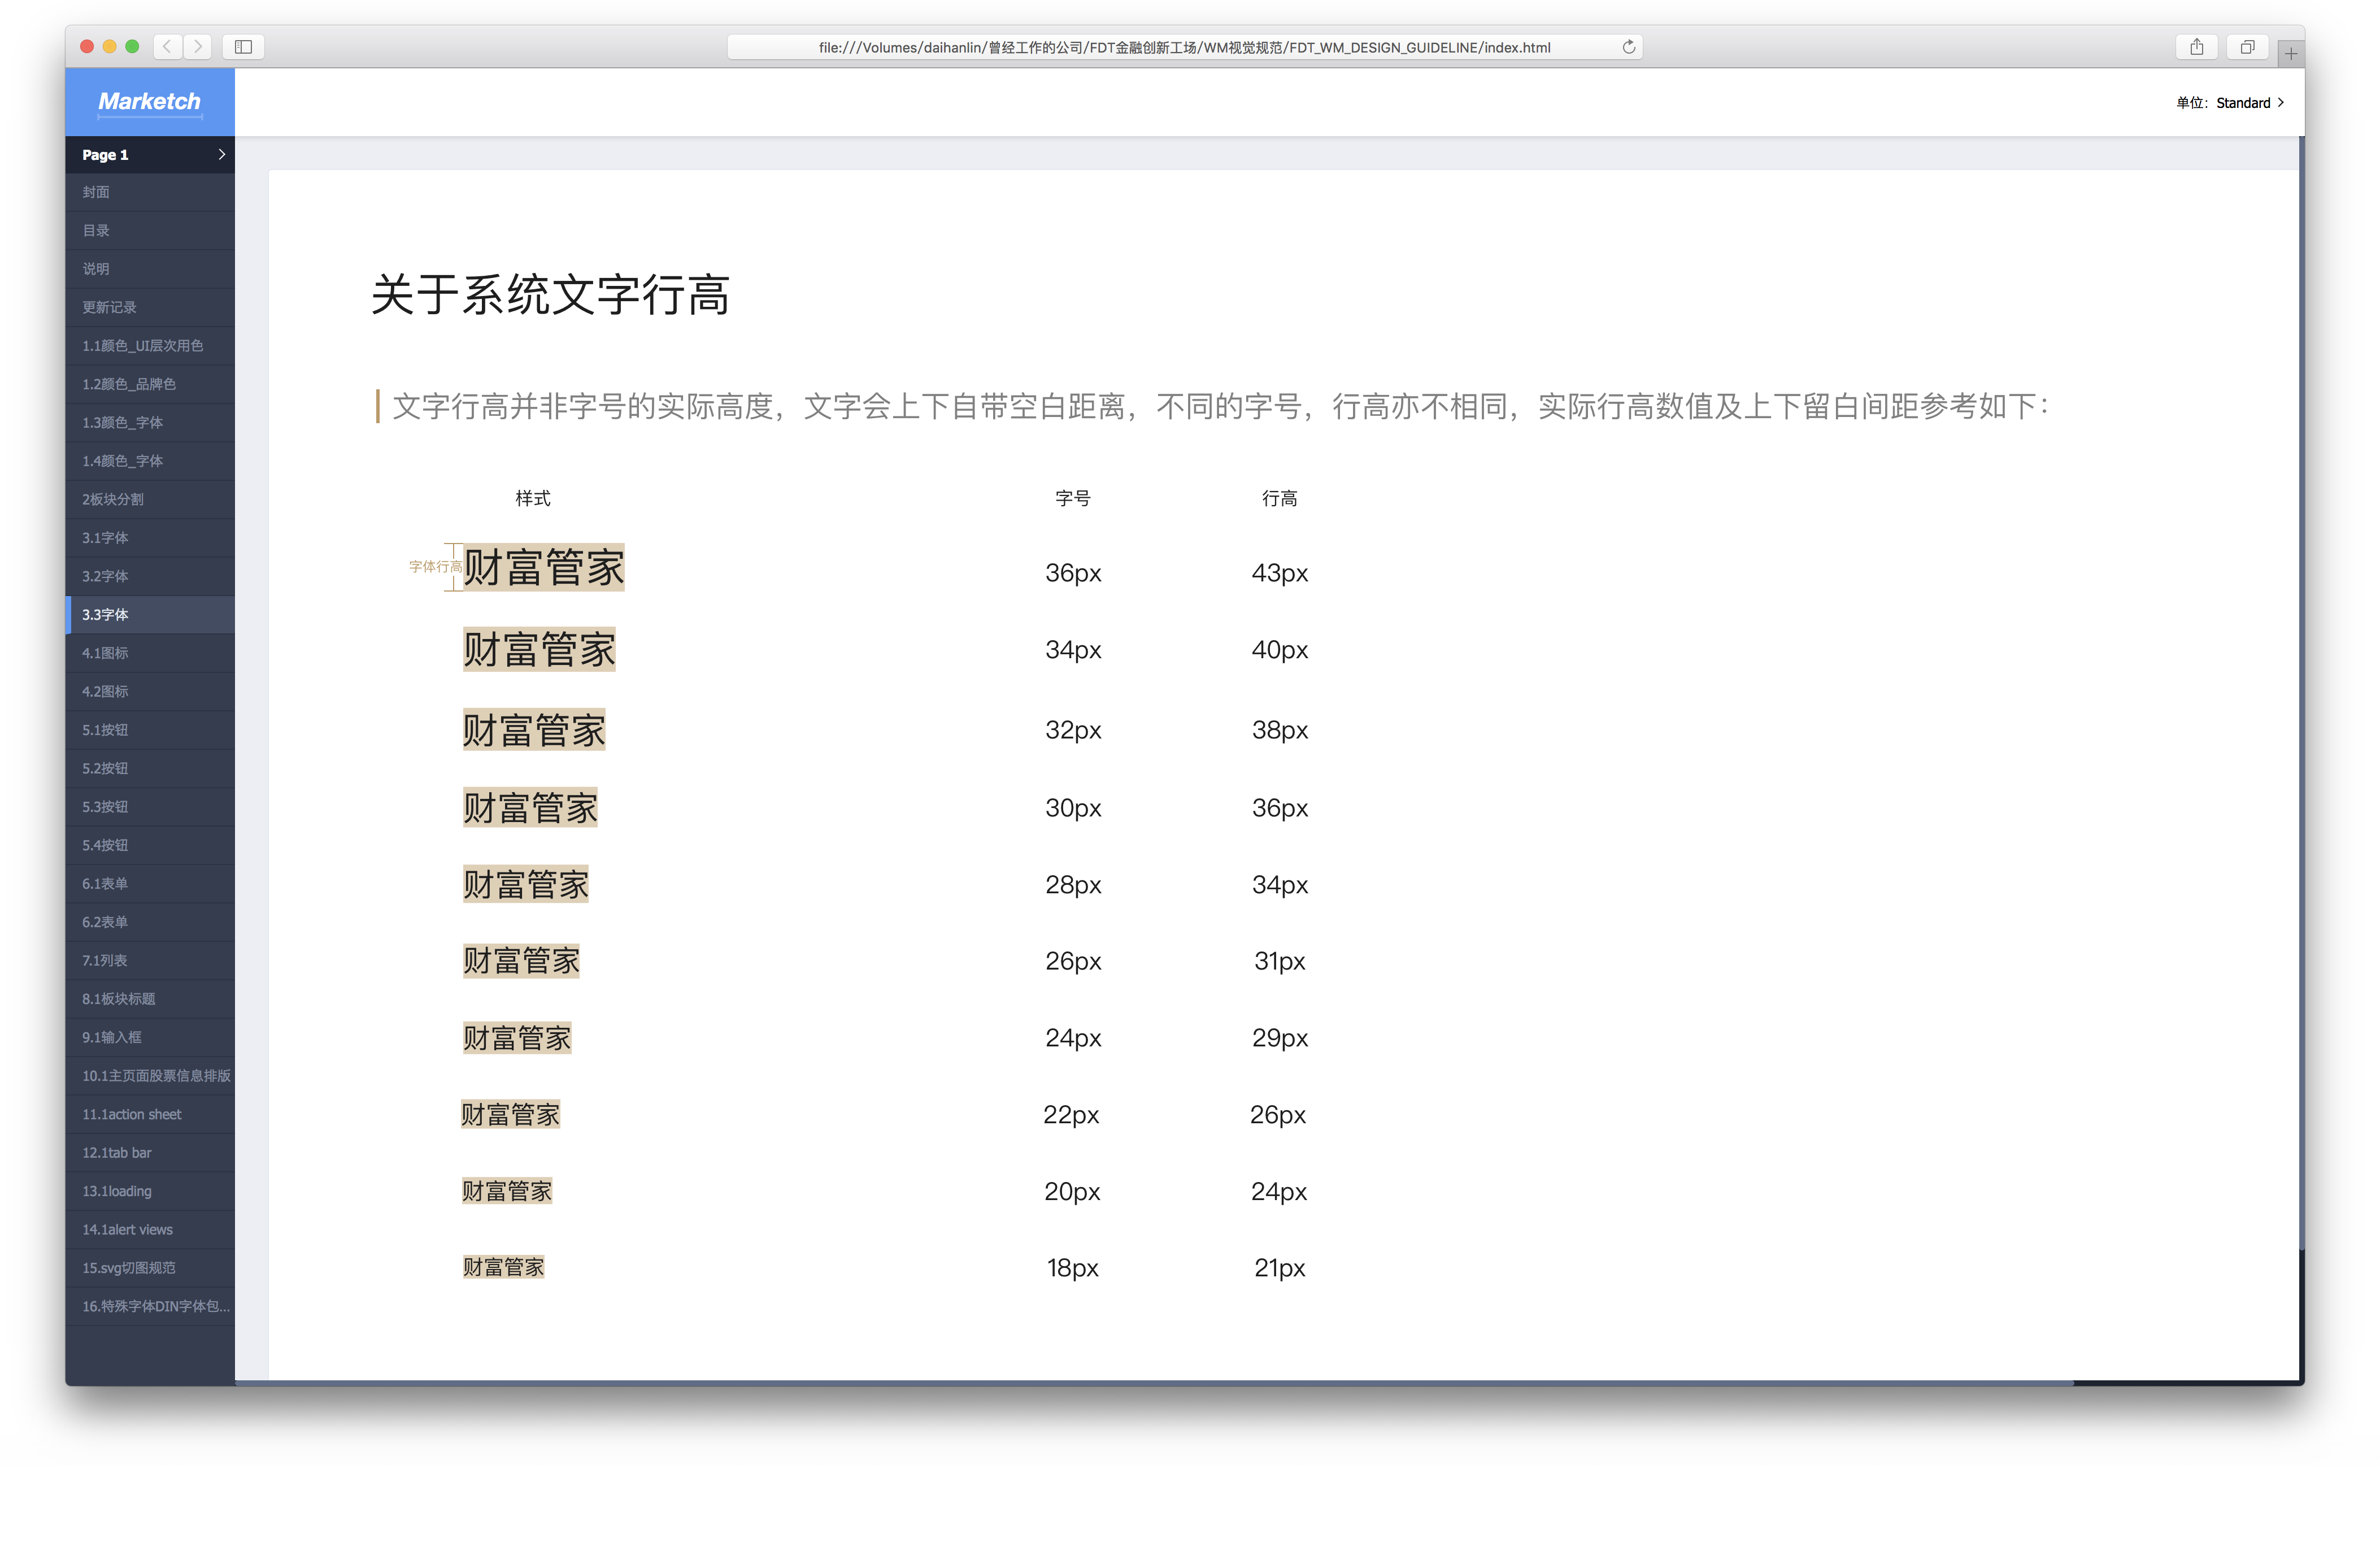 file:///Volumes/daihanlin/曾经工作的公司/FDT金融创新工场/WM视觉规范/FDT_WM_DESIGN_GUIDELINE/index.html
Marketch
单位: Standard
Page 1
封面
目录
说明
更新记录
1.1颜色_UI层次用色
1.2颜色_品牌色
1.3颜色_字体
1.4颜色_字体
2板块分割
3.1字体
3.2字体
3.3字体
4.1图标
4.2图标
5.1按钮
5.2按钮
5.3按钮
5.4按钮
6.1表单
6.2表单
7.1列表
8.1板块标题
9.1输入框
10.1主页面股票信息排版
11.1action sheet
12.1tab bar
13.1loading
14.1alert views
15.svg切图规范
16.特殊字体DIN字体包...
关于系统文字行高
文字行高并非字号的实际高度，文字会上下自带空白距离，不同的字号，行高亦不相同，实际行高数值及上下留白间距参考如下：
样式 字号 行高
字体行高 财富管家 36px 43px
财富管家 34px 40px
财富管家 32px 38px
财富管家 30px 36px
财富管家 28px 34px
财富管家 26px 31px
财富管家 24px 29px
财富管家 22px 26px
财富管家 20px 24px
财富管家 18px 21px